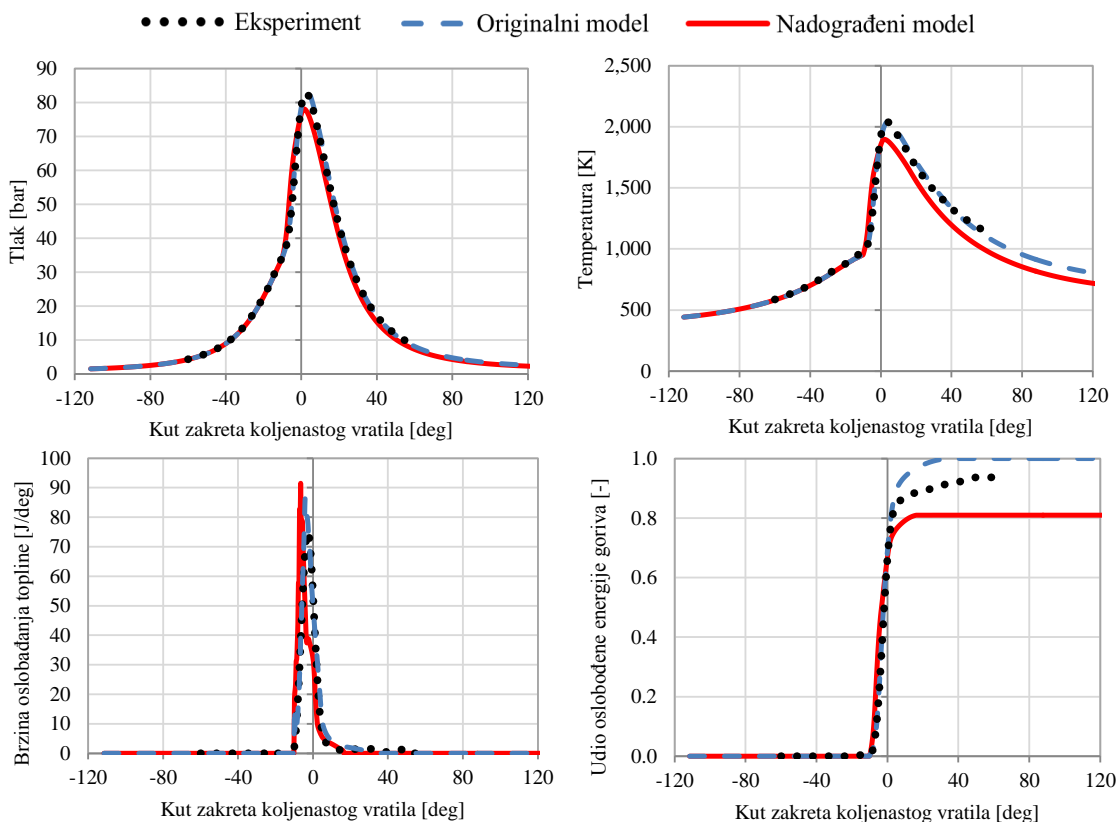 Eksperiment Originalni model Nadograđeni model
90
80
70
60
50
40
30
20
10
0
Tlak [bar]
-120 -80 -40 0 40 80 120
Kut zakreta koljenastog vratila [deg]
2,500
2,000
1,500
1,000
500
0
Temperatura [K]
-120 -80 -40 0 40 80 120
Kut zakreta koljenastog vratila [deg]
100
90
80
70
60
50
40
30
20
10
0
Brzina oslobađanja topline [J/deg]
-120 -80 -40 0 40 80 120
Kut zakreta koljenastog vratila [deg]
1.0
0.8
0.6
0.4
0.2
0.0
Udio oslobođene energije goriva [-]
-120 -80 -40 0 40 80 120
Kut zakreta koljenastog vratila [deg]